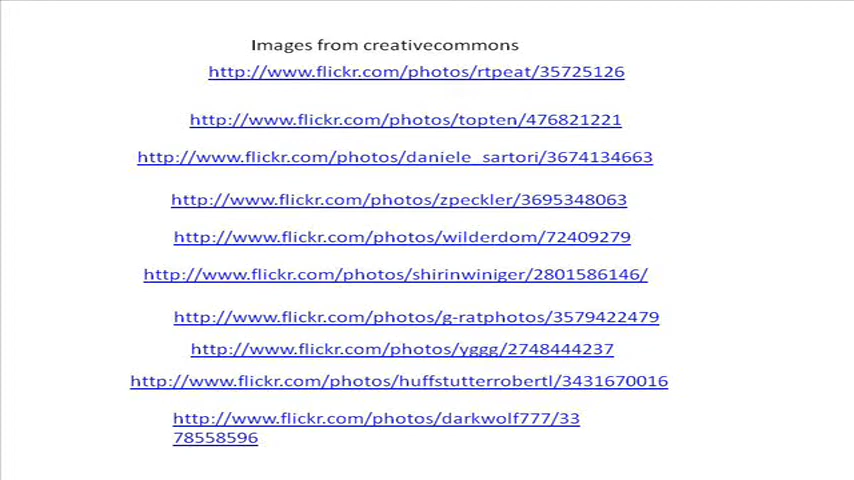 Images from creativecommons
http://www.flickr.com/photos/rtpeat/35725126
http://www.flickr.com/photos/topten/476821221
http://www.flickr.com/photos/daniele_sartori/3674134663
http://www.flickr.com/photos/zpeckler/3695348063
http://www.flickr.com/photos/wilderdom/72409279
http://www.flickr.com/photos/shirinwiniger/2801586146/
http://www.flickr.com/photos/g-ratphotos/3579422479
http://www.flickr.com/photos/yggg/2748444237
http://www.flickr.com/photos/huffstutterrobertl/3431670016
http://www.flickr.com/photos/darkwolf777/33
78558596